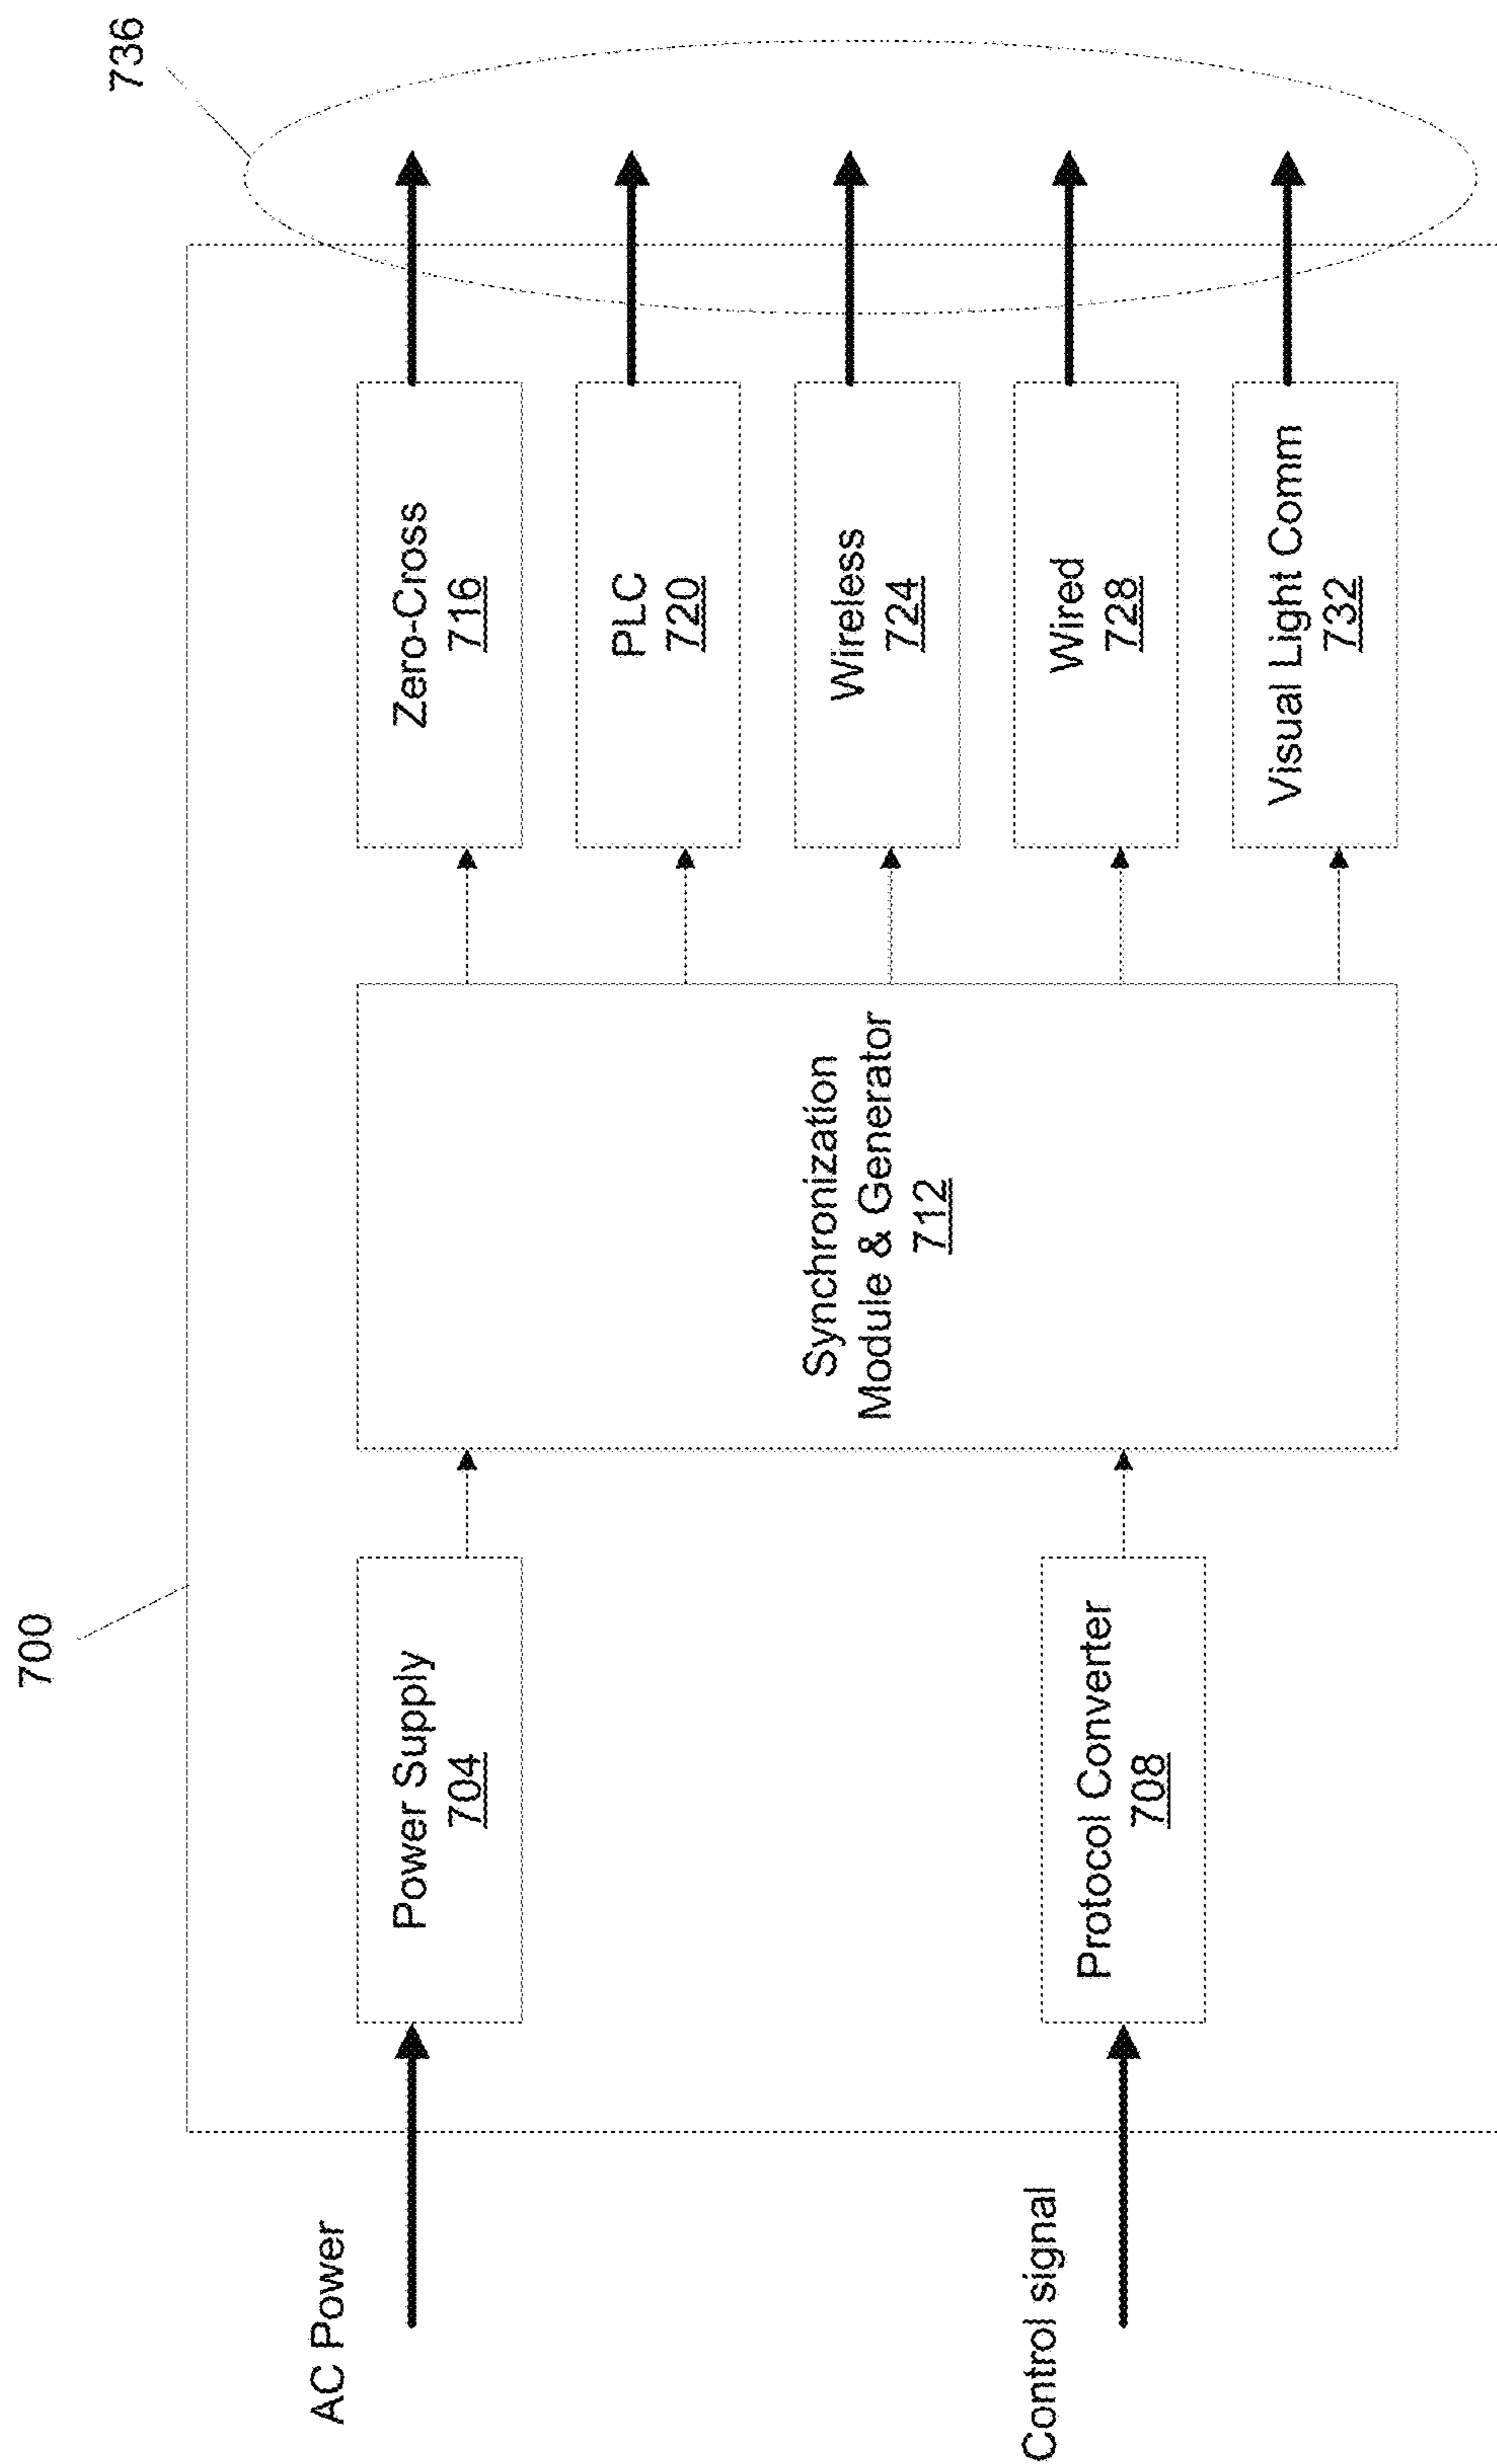 700
736
AC Power
Power Supply
704
Control signal
Protocol Converter
708
Synchronization
Module & Generator
712
Zero-Cross
716
PLC
720
Wireless
724
Wired
728
Visual Light Comm
732